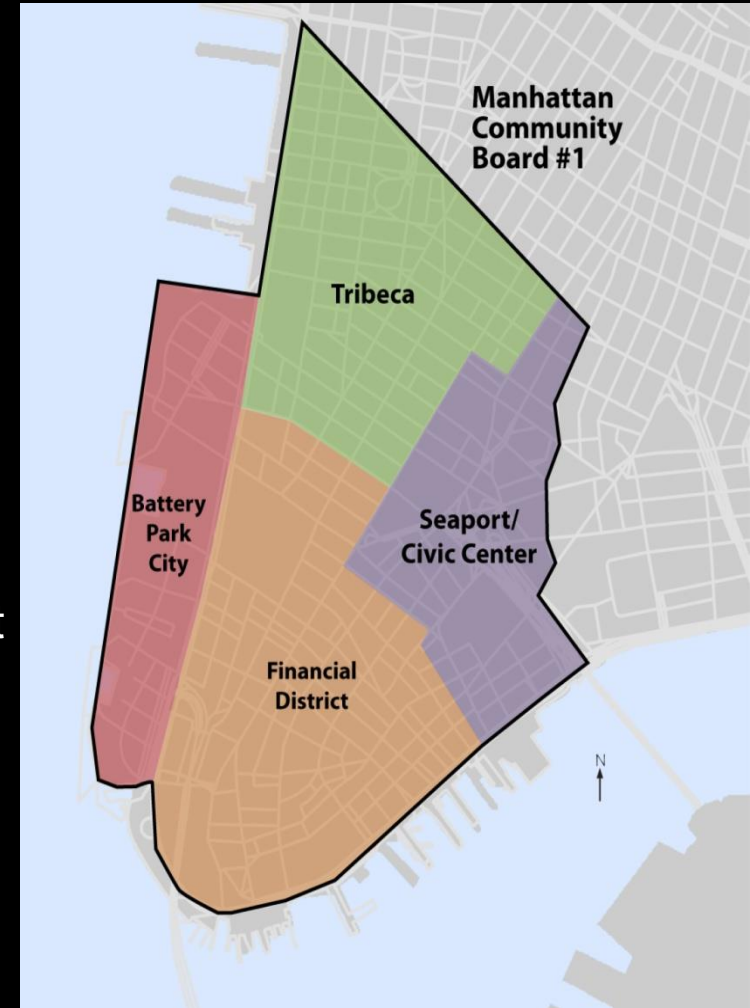 Manhattan
Community
Board #1
Tribeca
Battery
Park
City
Seaport/
Civic Center
Financial
District
N